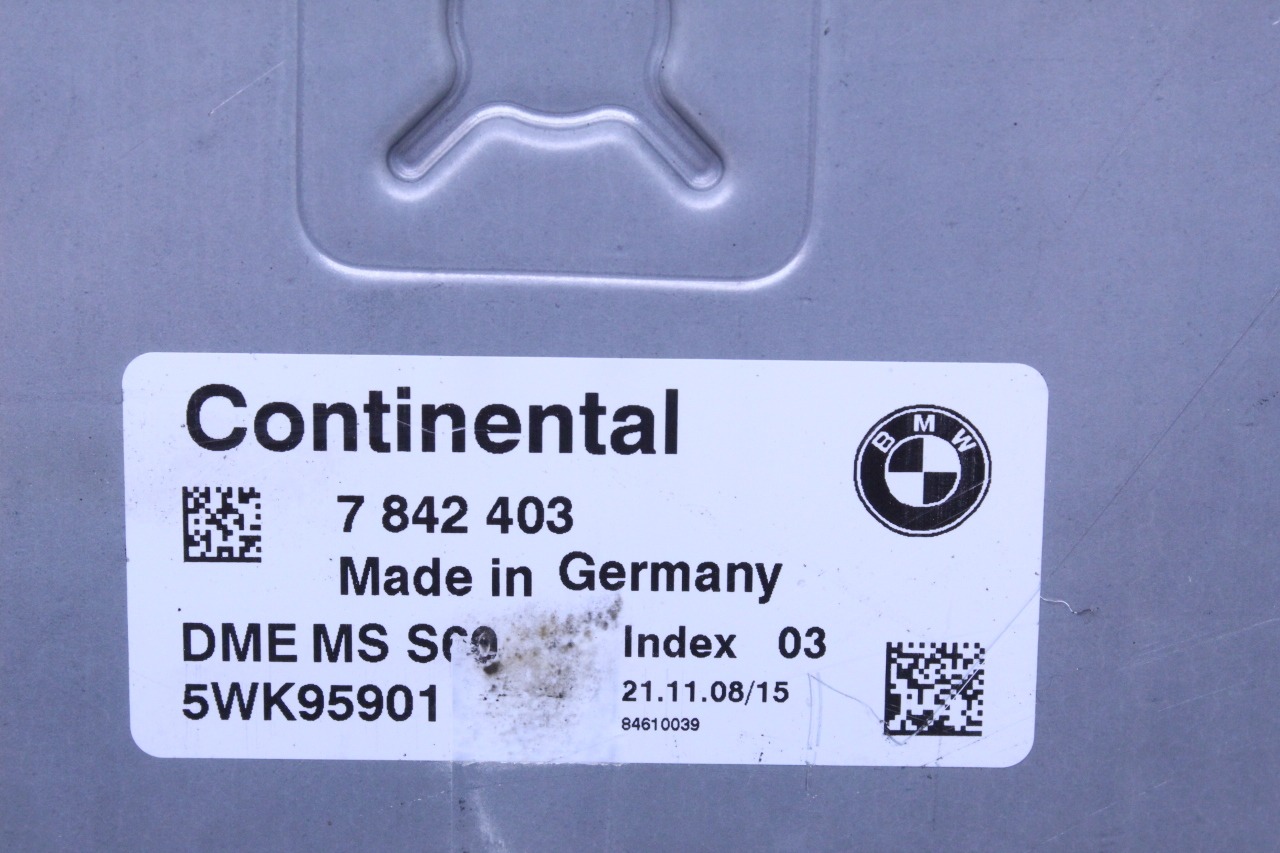 Continental
BMW
7 842 403
Made in Germany
DME MS
Index 03
5WK95901
21.11.08/15
84610039